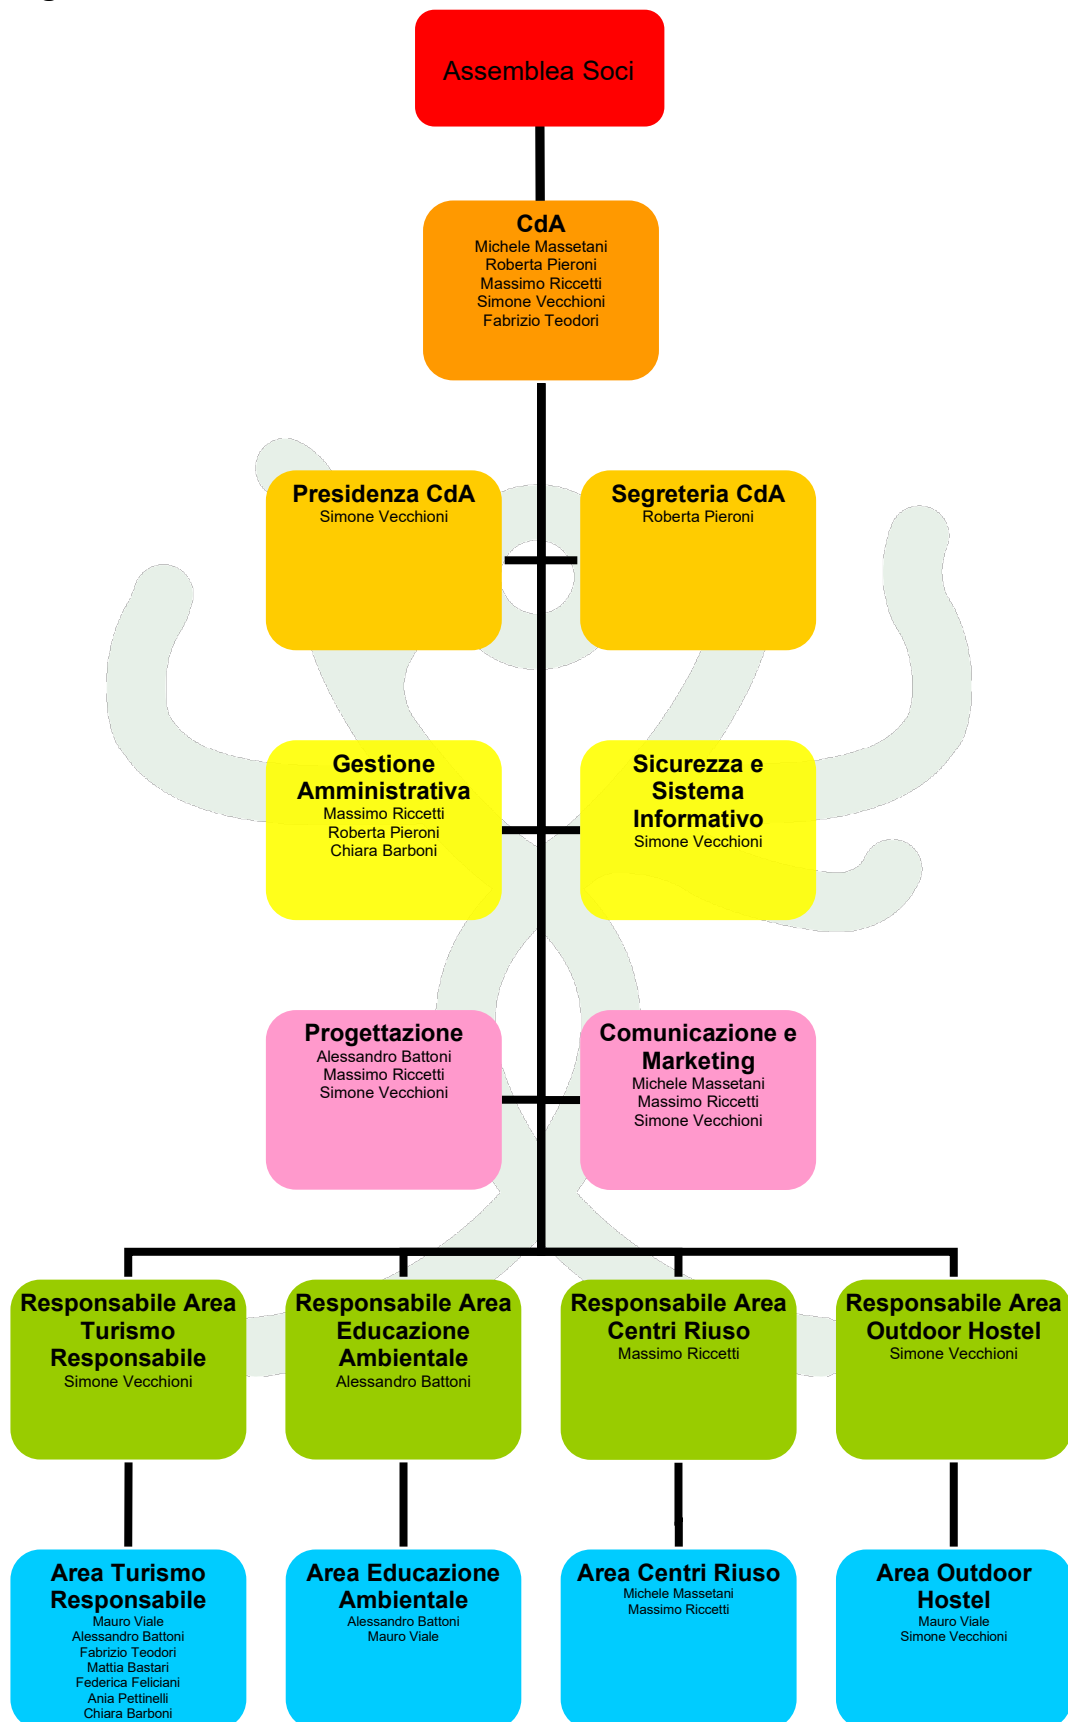 Assemblea Soci
CdA
Michele Massetani
Roberta Pieroni
Massimo Riccetti
Simone Vecchioni
Fabrizio Teodori
Presidenza CdA
Simone Vecchioni
Segreteria CdA
Roberta Pieroni
Gestione
Amministrativa
Massimo Riccetti
Roberta Pieroni
Chiara Barboni
Sicurezza e
Sistema
Informativo
Simone Vecchioni
Progettazione
Alessandro Battoni
Massimo Riccetti
Simone Vecchioni
Comunicazione e
Marketing
Michele Massetani
Massimo Riccetti
Simone Vecchioni
Responsabile Area
Turismo
Responsabile
Simone Vecchioni
Responsabile Area
Educazione
Ambientale
Alessandro Battoni
Responsabile Area
Centri Riuso
Massimo Riccetti
Responsabile Area
Outdoor Hostel
Simone Vecchioni
Area Turismo
Responsabile
Mauro Viale
Alessandro Battoni
Fabrizio Teodori
Mattia Bastari
Federica Feliciani
Ania Pettinelli
Chiara Barboni
Area Educazione
Ambientale
Alessandro Battoni
Mauro Viale
Area Centri Riuso
Michele Massetani
Massimo Riccetti
Area Outdoor
Hostel
Mauro Viale
Simone Vecchioni